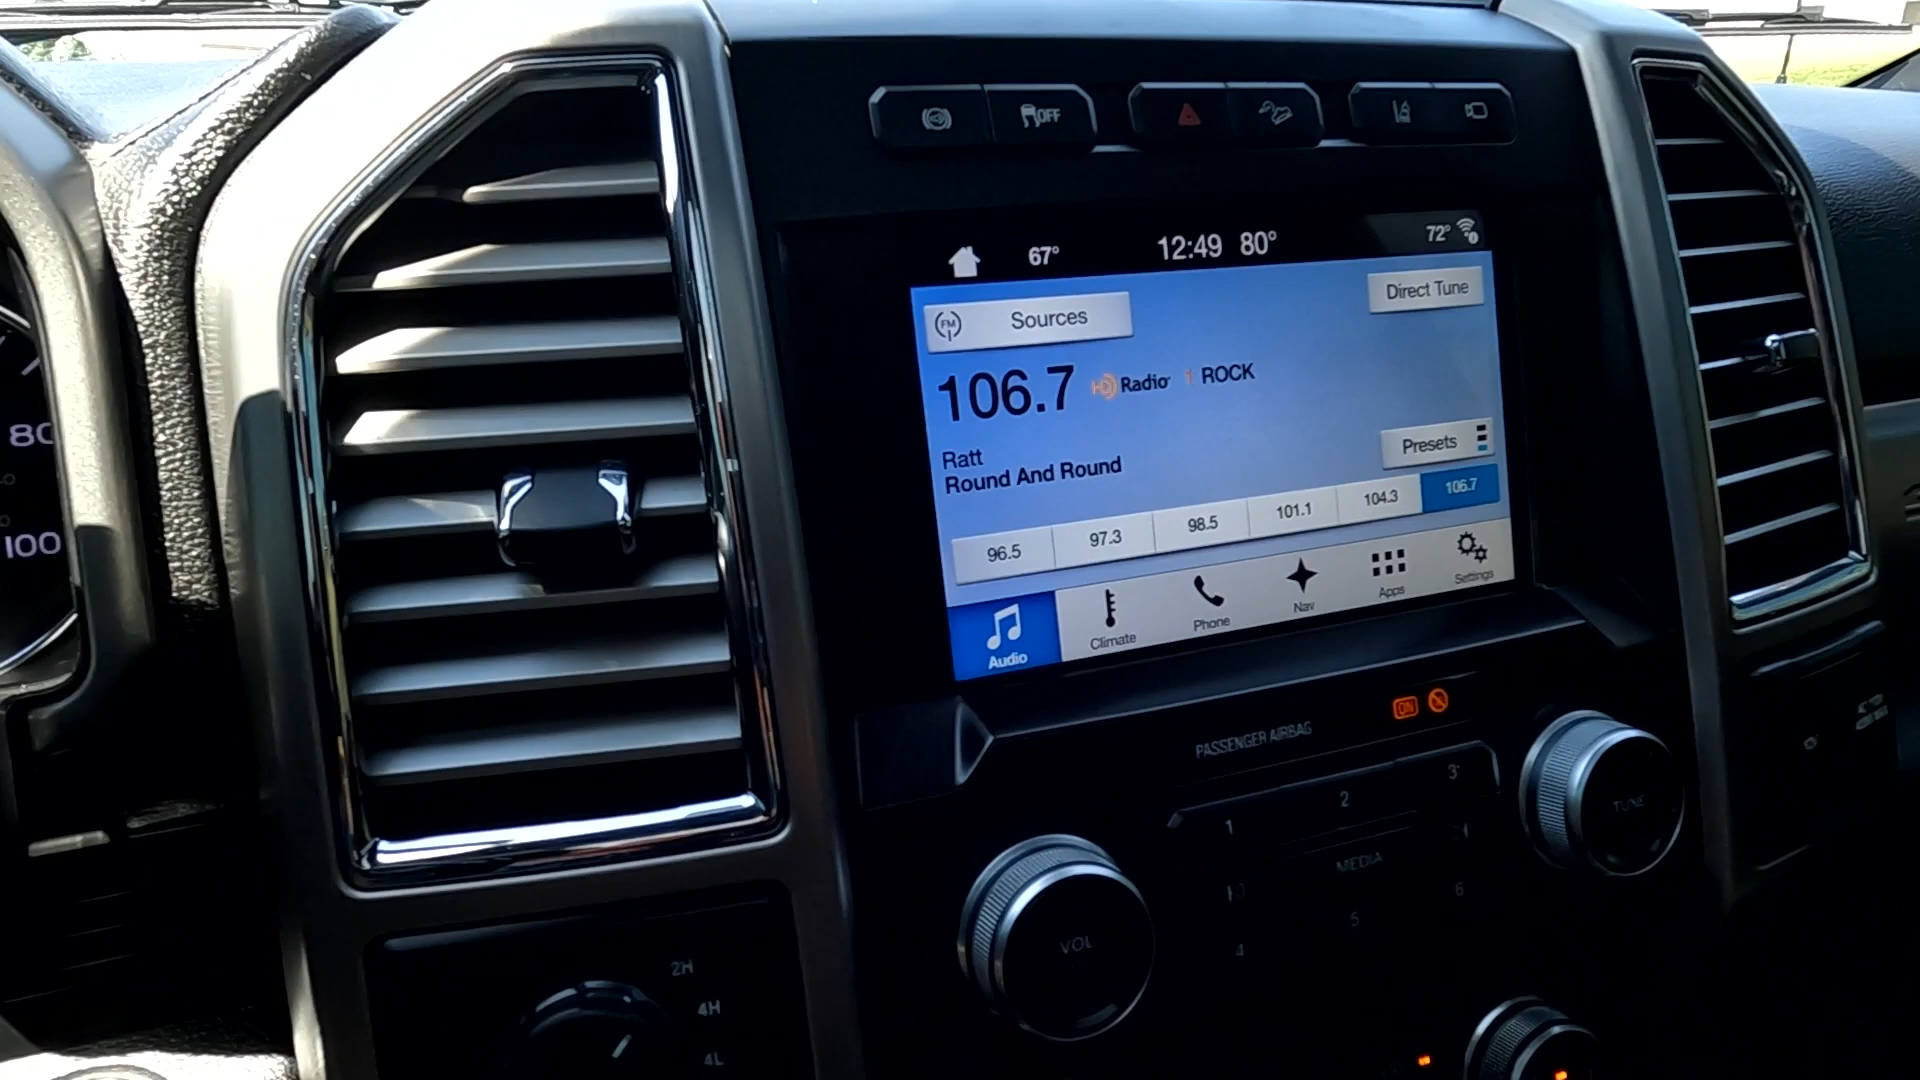 OFF
67°
12:49 80°
72°
FM
Sources
Direct Tune
106.7 HD Radio 1 ROCK
Ratt
Round And Round
Presets
96.5
97.3
98.5
101.1
104.3
106.7
Audio
Climate
Phone
Nav
Apps
Settings
80
100
PASSENGER AIRBAG
ON
1
2
3
MEDIA
4
5
6
VOL
TUNE
2H
4H
4L